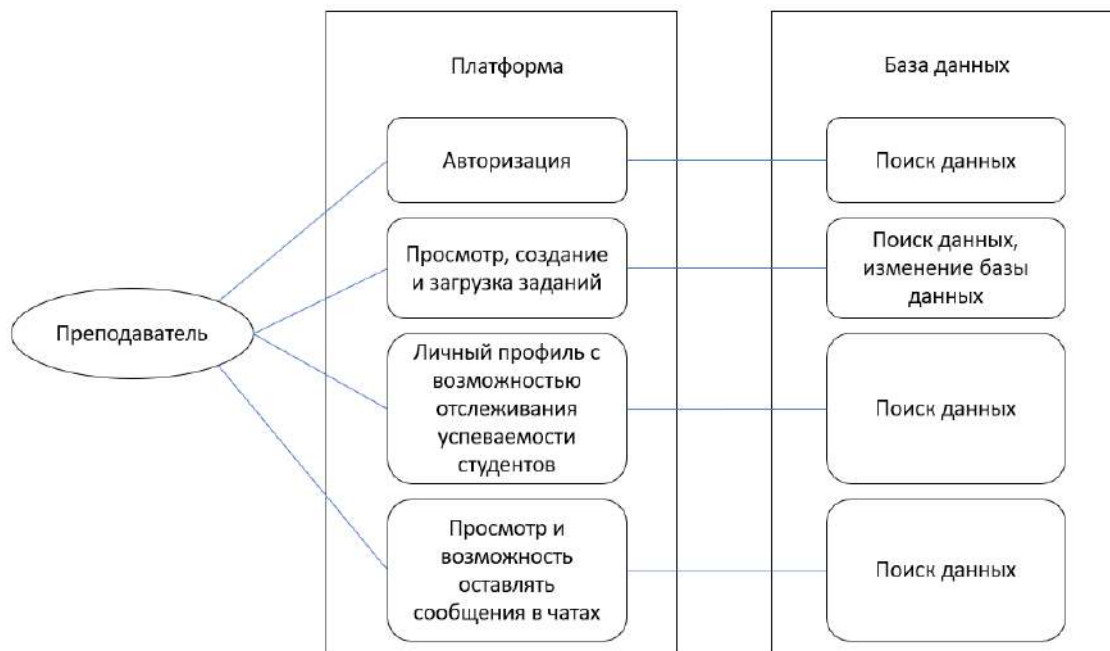 Платформа
База данных
Авторизация
Поиск данных
Просмотр, создание
и загрузка заданий
Поиск данных,
изменение базы
данных
Преподаватель
Личный профиль с
возможностью
отслеживания
успеваемости
студентов
Поиск данных
Просмотр и
возможность
оставлять
сообщения в чатах
Поиск данных